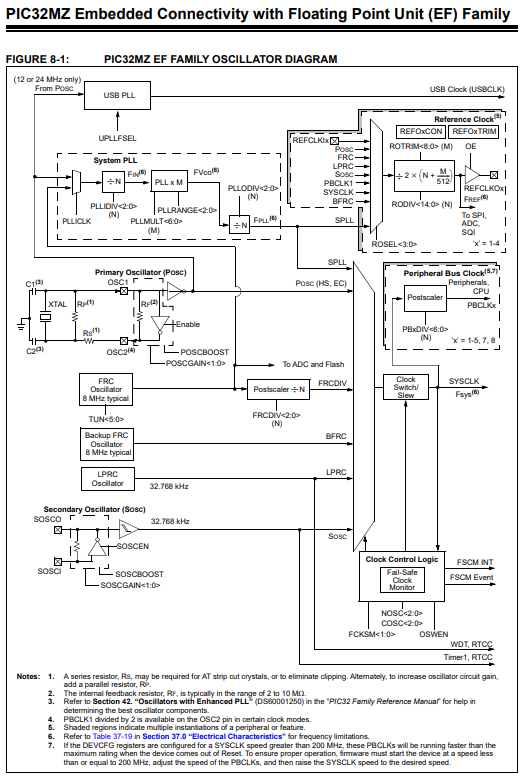 PIC32MZ Embedded Connectivity with Floating Point Unit (EF) Family
FIGURE 8-1: PIC32MZ EF FAMILY OSCILLATOR DIAGRAM
(12 or 24 MHz only)
From POSC
USB PLL
USB Clock (USBCLK)
UPLLFSEL
Reference Clock(5)
REFOxCON
REFOxTRIM
REFCLKIx
POSC
FRC
LPRC
SOSC
PBCLK1
SYSCLK
BFRC
SPLL
ROTRIM<8:0> (M)
OE
÷ 2 × (N + M/512)
REFCLKOx
FREF(6)
RODIV<14:0> (N)
To SPI,
ADC,
SQI
ROSEL<3:0>
'x' = 1-4
System PLL
FIN(6)
FVCO(6)
÷ N
PLL x M
PLLODIV<2:0>
(N)
PLLICLK
PLLIDIV<2:0>
(N)
PLLRANGE<2:0>
PLLMULT<6:0>
(M)
÷ N
FPLL(6)
SPLL
Primary Oscillator (POSC)
C1(3)
OSC1
POSC (HS, EC)
XTAL
RP(1)
RF(2)
Enable
RS(1)
C2(3)
OSC2(4)
POSCBOOST
POSCGAIN<1:0>
Peripheral Bus Clock(5,7)
Peripherals,
CPU
Postscaler
PBCLKx
PBxDIV<6:0>
(N)
'x' = 1-5, 7, 8
To ADC and Flash
FRC
Oscillator
8 MHz typical
TUN<5:0>
Postscaler ÷ N
FRCDIV
FRCDIV<2:0>
(N)
Clock
Switch/
Slew
SYSCLK
FSYS(6)
Backup FRC
Oscillator
8 MHz typical
BFRC
LPRC
Oscillator
32.768 kHz
LPRC
Secondary Oscillator (SOSC)
SOSCO
32.768 kHz
SOSC
SOSCEN
SOSCI
SOSCBOOST
SOSCGAIN<1:0>
Clock Control Logic
Fail-Safe
Clock
Monitor
FSCM INT
FSCM Event
NOSC<2:0>
COSC<2:0>
FCKSM<1:0>
OSWEN
WDT, RTCC
Timer1, RTCC
Notes: 1. A series resistor, RS, may be required for AT strip cut crystals, or to eliminate clipping. Alternately, to increase oscillator circuit gain,
add a parallel resistor, RP.
2. The internal feedback resistor, RF, is typically in the range of 2 to 10 MΩ.
3. Refer to Section 42. "Oscillators with Enhanced PLL" (DS60001250) in the "PIC32 Family Reference Manual" for help in
determining the best oscillator components.
4. PBCLK1 divided by 2 is available on the OSC2 pin in certain clock modes.
5. Shaded regions indicate multiple instantiations of a peripheral or feature.
6. Refer to Table 37-19 in Section 37.0 "Electrical Characteristics" for frequency limitations.
7. If the DEVCFG registers are configured for a SYSCLK speed greater than 200 MHz, these PBCLKs will be running faster than the
maximum rating when the device comes out of Reset. To ensure proper operation, firmware must start the device at a speed less
than or equal to 200 MHz, adjust the speed of the PBCLKs, and then raise the SYSCLK speed to the desired speed.